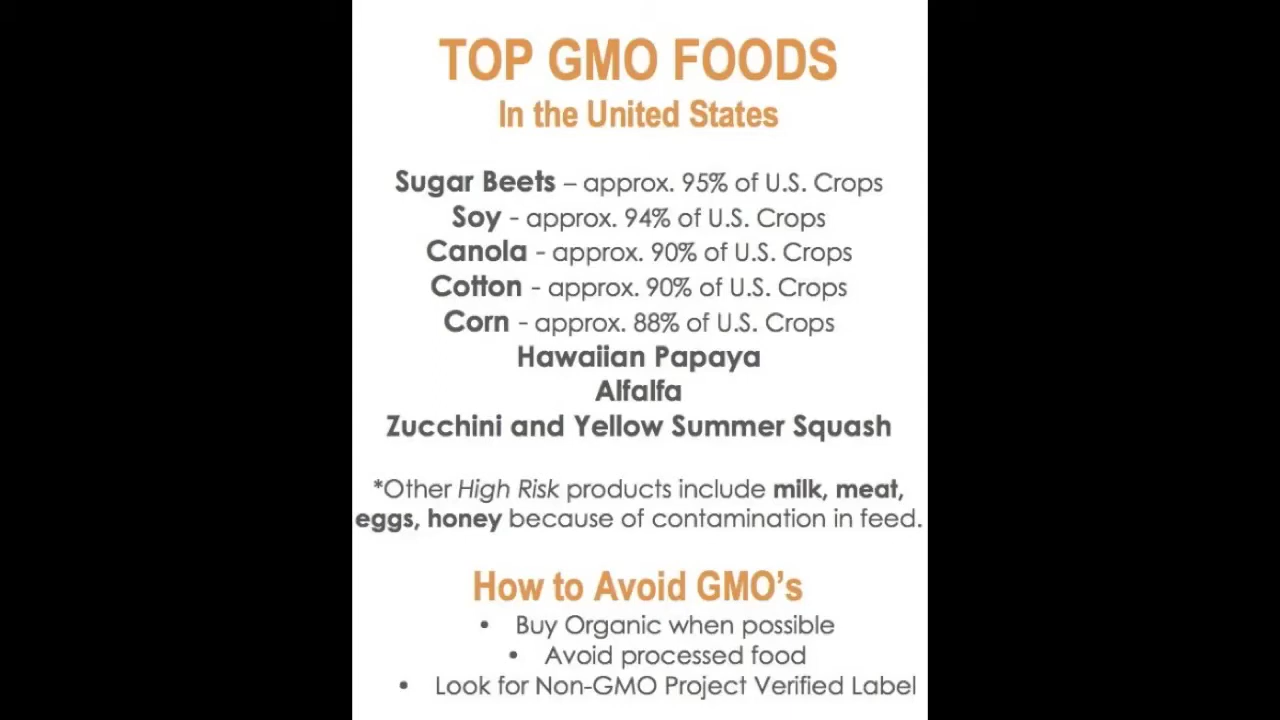 TOP GMO FOODS
In the United States
Sugar Beets – approx. 95% of U.S. Crops
Soy - approx. 94% of U.S. Crops
Canola - approx. 90% of U.S. Crops
Cotton - approx. 90% of U.S. Crops
Corn - approx. 88% of U.S. Crops
Hawaiian Papaya
Alfalfa
Zucchini and Yellow Summer Squash
*Other High Risk products include milk, meat,
eggs, honey because of contamination in feed.
How to Avoid GMO's
• Buy Organic when possible
• Avoid processed food
• Look for Non-GMO Project Verified Label